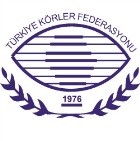 TÜRKİYE KÖRLER FEDERASYONU
1976